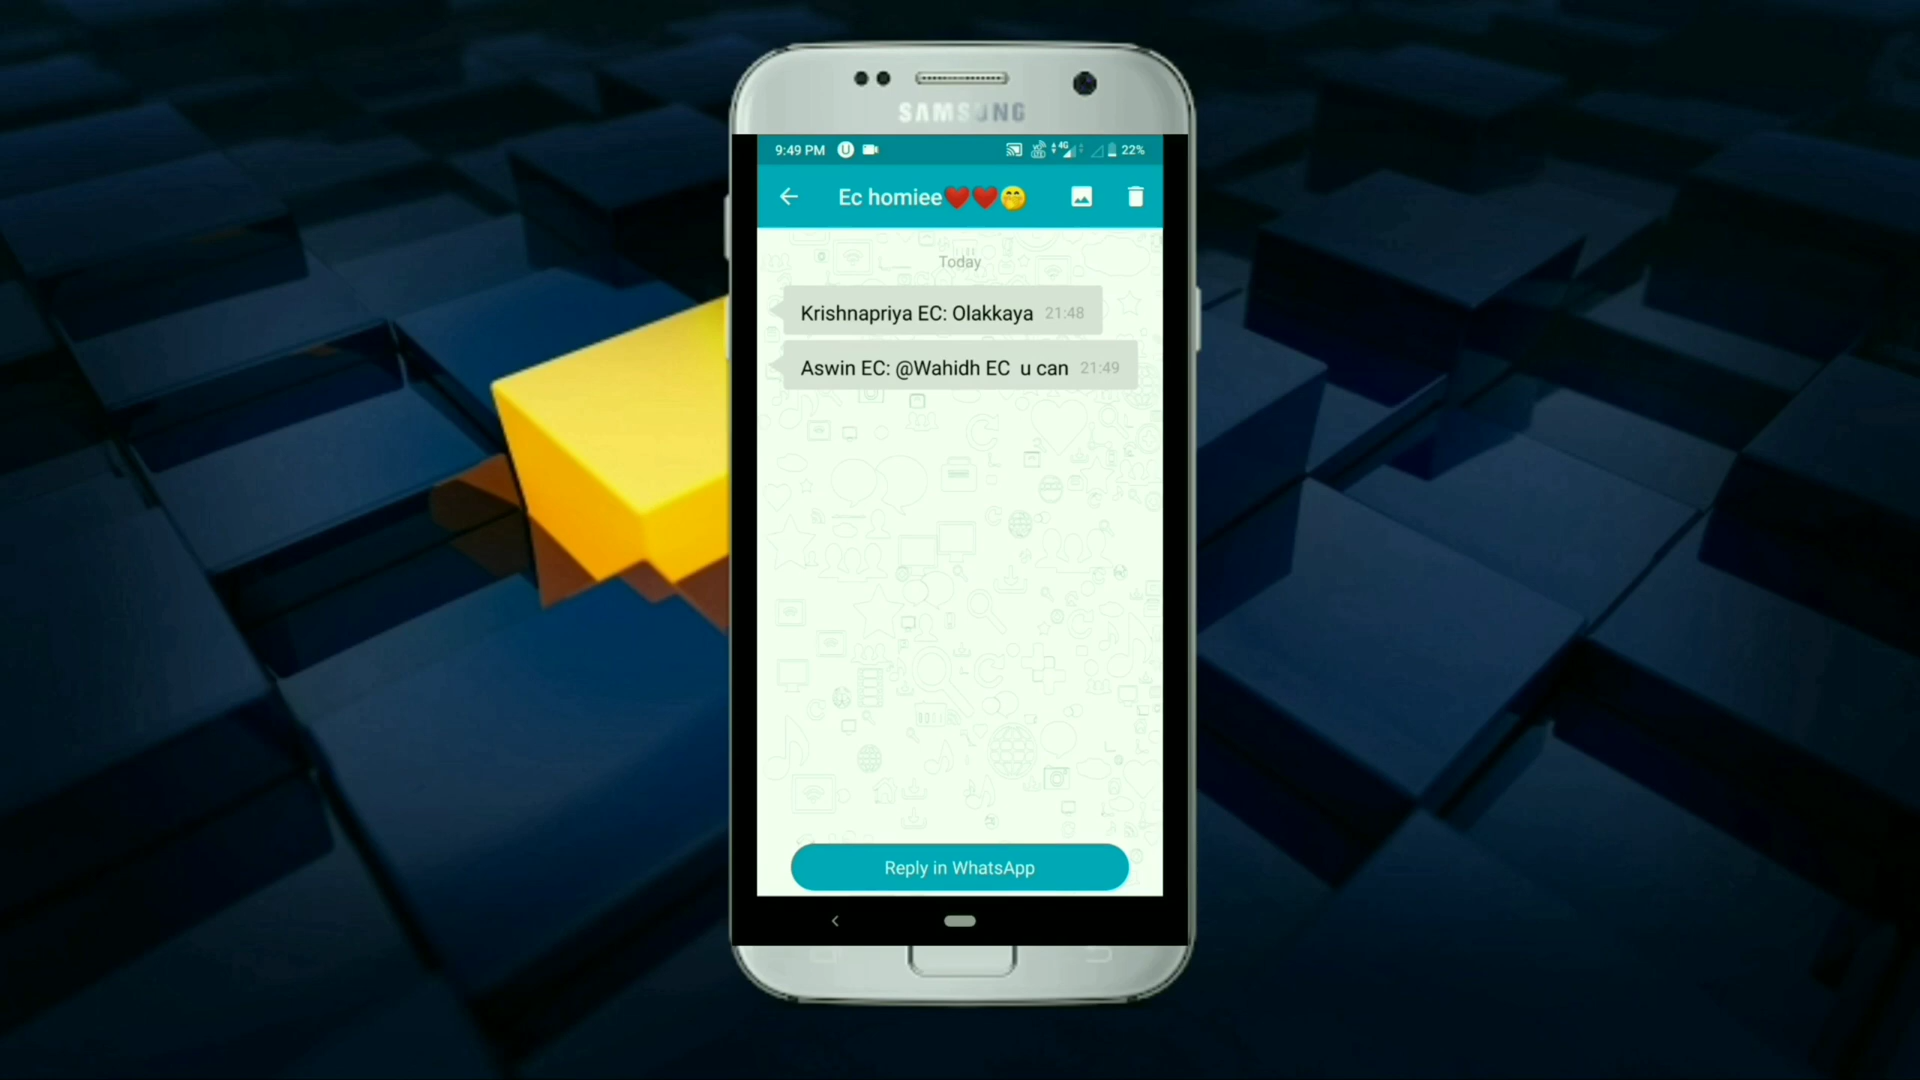 SAMSUNG
9:49 PM 4G 22%
Ec homiee❤️❤️🤭
Today
Krishnapriya EC: Olakkaya 21:48
Aswin EC: @Wahidh EC u can 21:49
Reply in WhatsApp